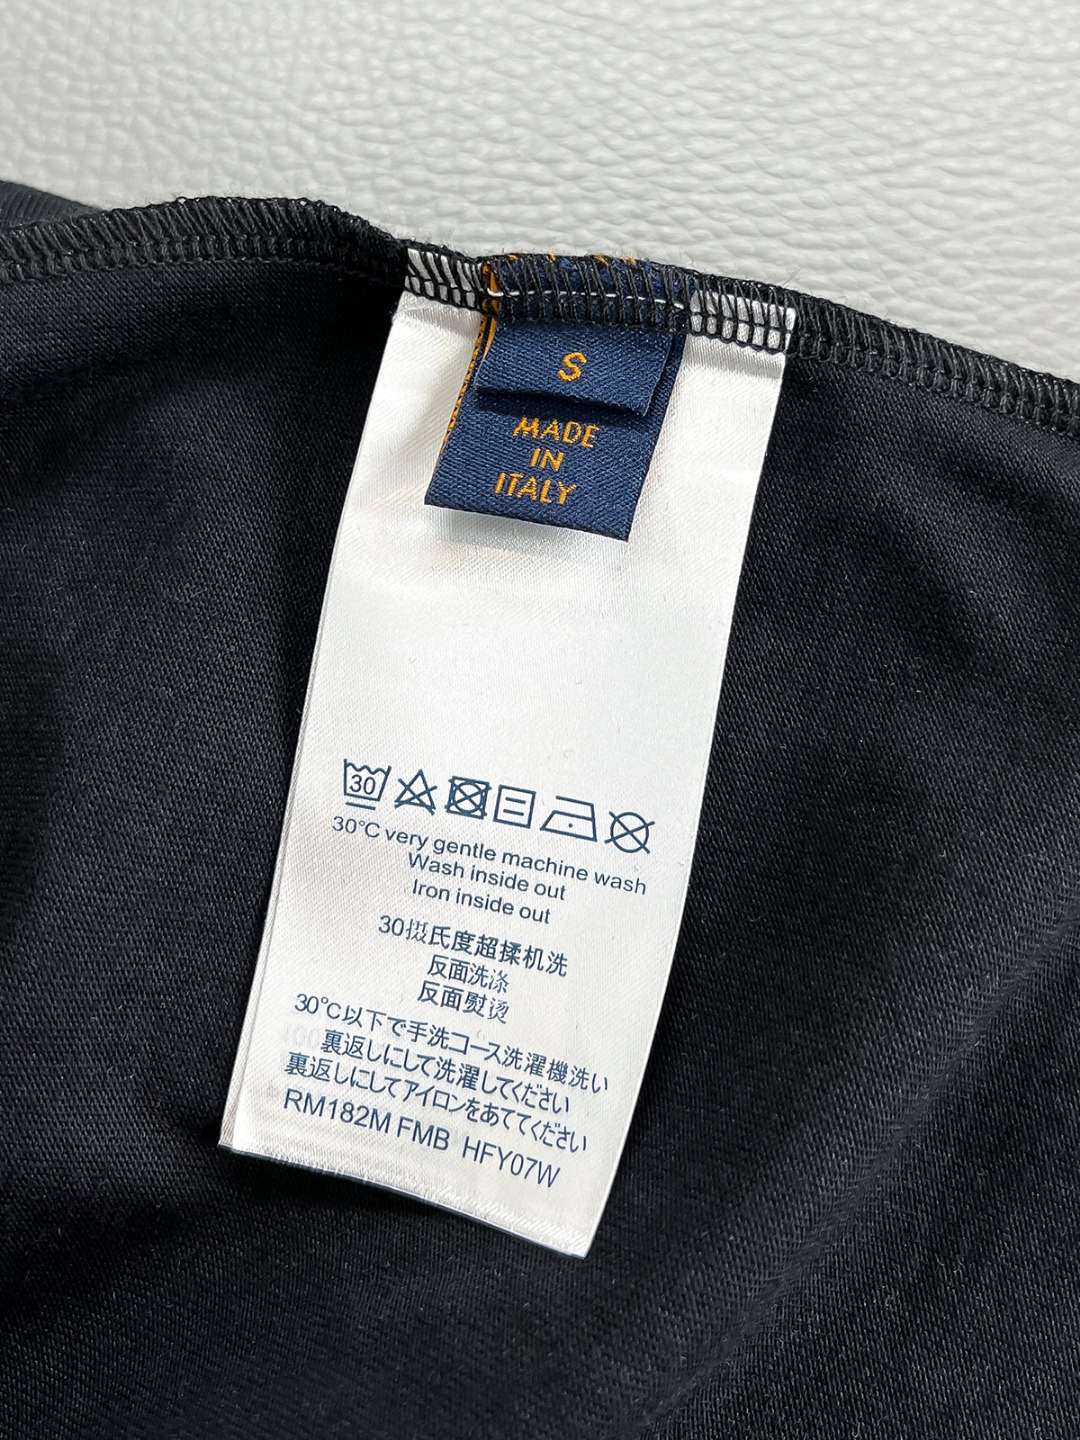 S
MADE
IN
ITALY
30
30°C very gentle machine wash
Wash inside out
Iron inside out
30摄氏度超揉机洗
反面洗涤
反面熨烫
30°C以下で手洗コース洗濯機洗い
裏返しにして洗濯してください
裏返しにしてアイロンをあててください
RM182M FMB HFY07W